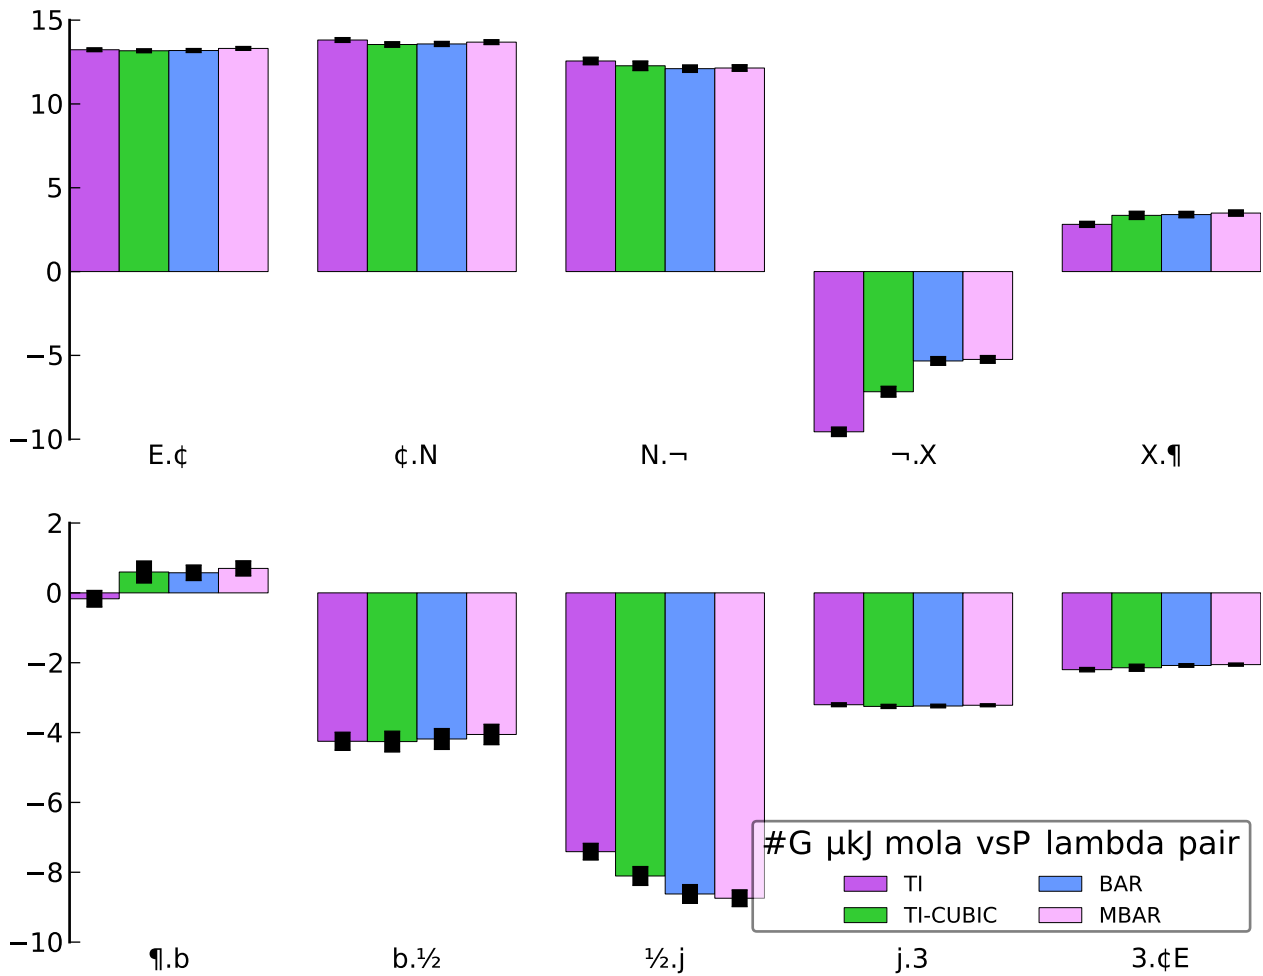 15
10
5
0
−5
−10
E.¢ ¢.N N.¬ ¬.X X.¶
2
0
−2
−4
−6
−8
−10
#G µkJ mola vsP lambda pair
TI BAR
TI-CUBIC MBAR
¶.b b.½ ½.j j.3 3.¢E